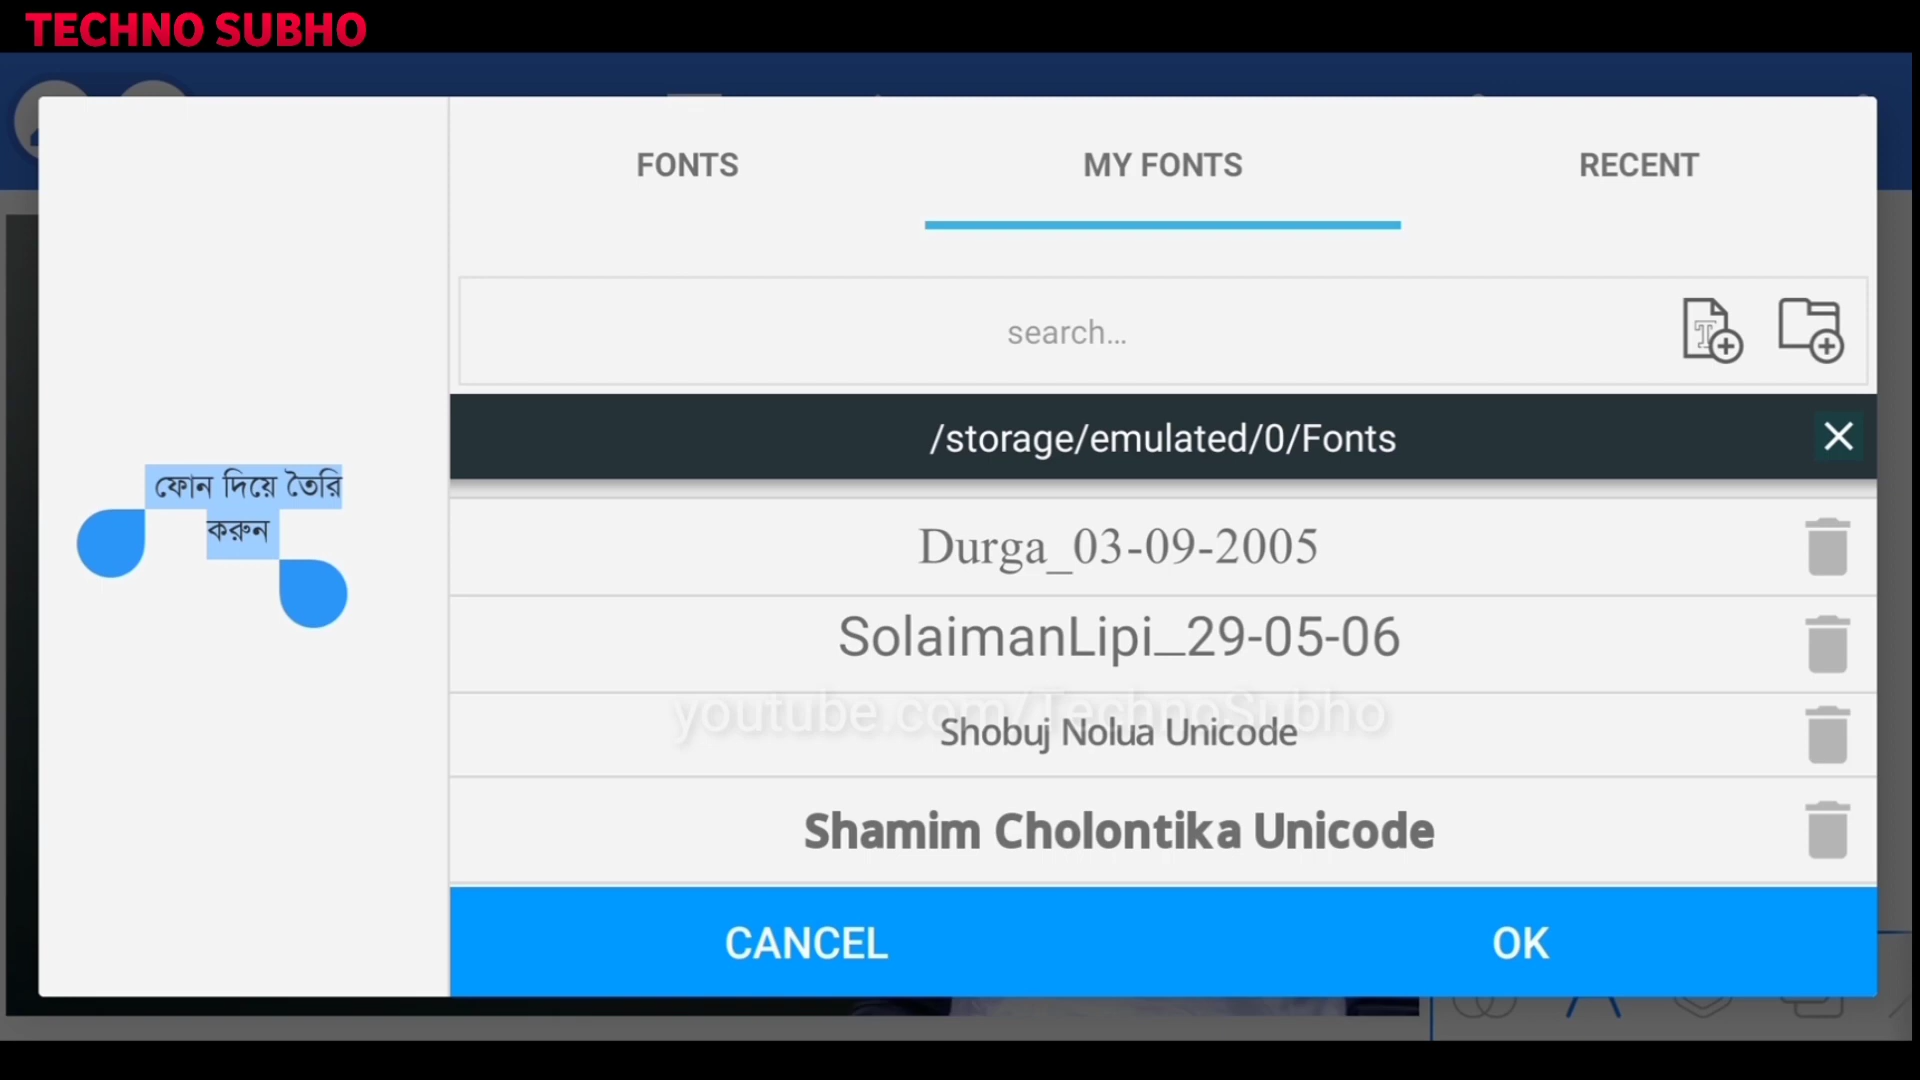 TECHNO SUBHO
FONTS
MY FONTS
RECENT
search...
/storage/emulated/0/Fonts
ফোন দিয়ে তৈরি
করুন
Durga_03-09-2005
SolaimanLipi_29-05-06
youtube.com/TechnoSubho
Shobuj Nolua Unicode
Shamim Cholontika Unicode
CANCEL
OK